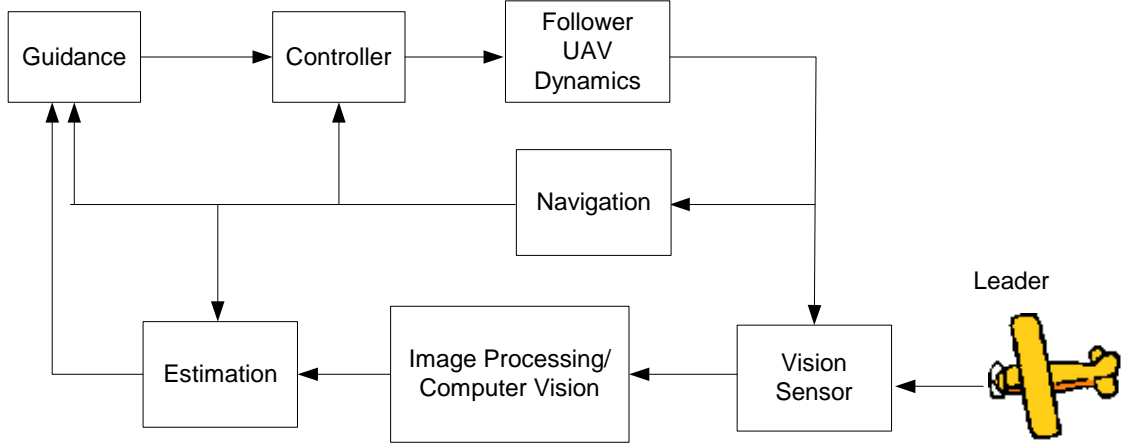 Guidance
Controller
Follower
UAV
Dynamics
Navigation
Leader
Estimation
Image Processing/
Computer Vision
Vision
Sensor